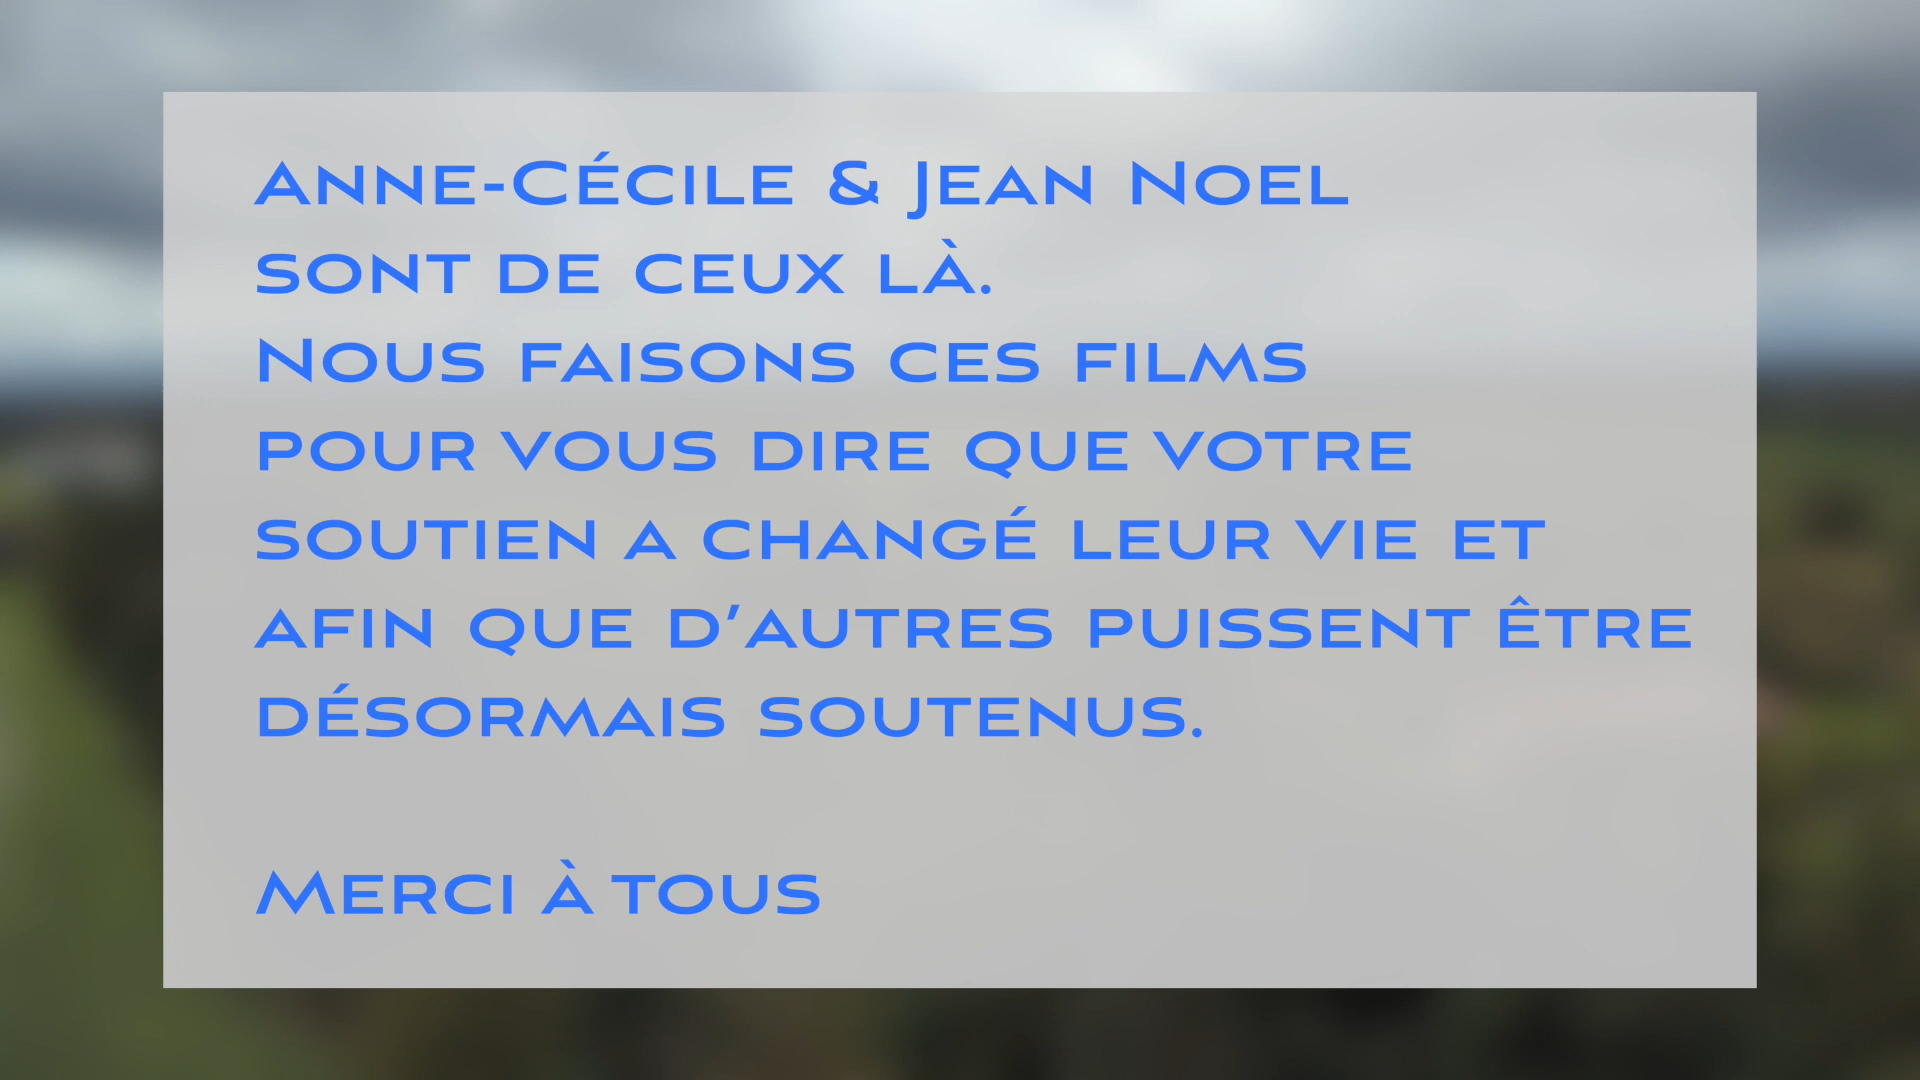 Anne-Cécile & Jean Noel
sont de ceux là.
Nous faisons ces films
pour vous dire que votre
soutien a changé leur vie et
afin que d'autres puissent être
désormais soutenus.
Merci à tous